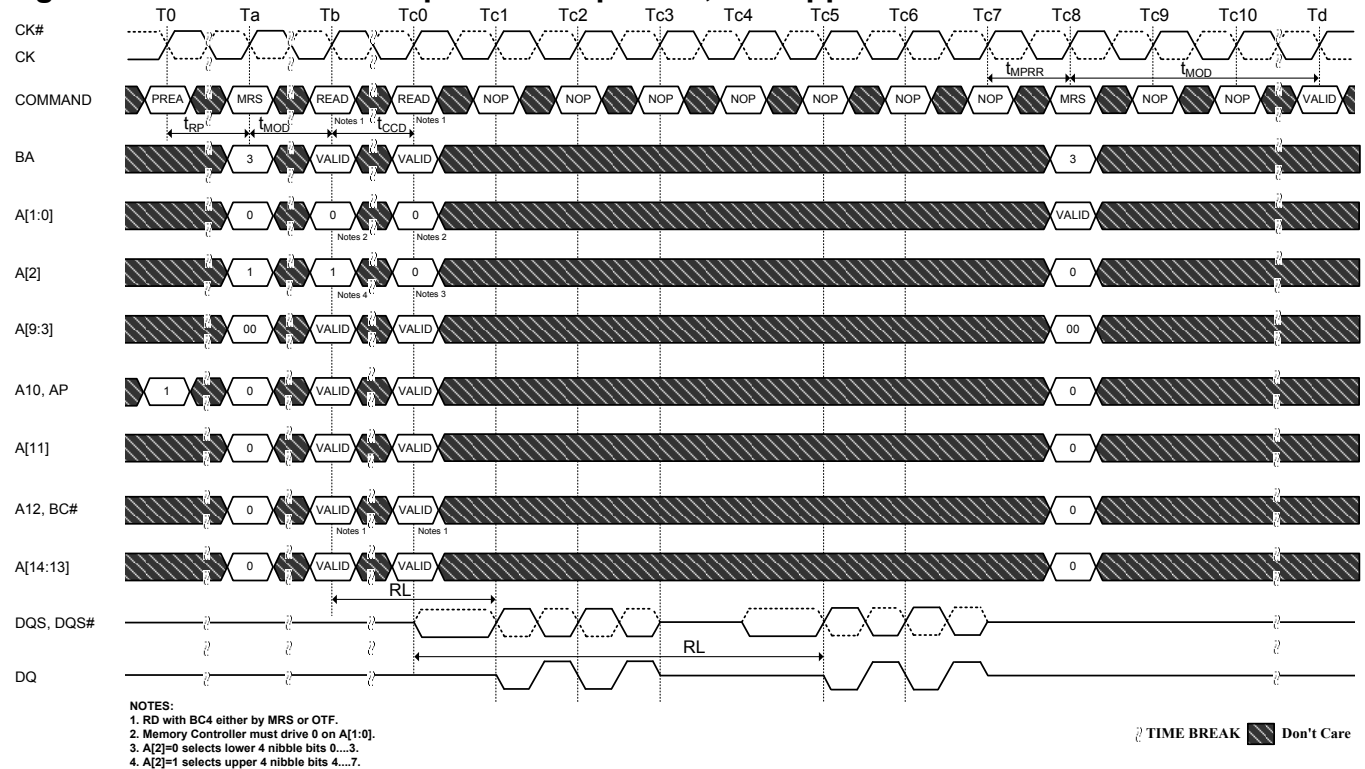 T0 Ta Tb Tc0 Tc1 Tc2 Tc3 Tc4 Tc5 Tc6 Tc7 Tc8 Tc9 Tc10 Td
CK#
CK
tMPRR tMOD
COMMAND PREA MRS READ READ NOP NOP NOP NOP NOP NOP NOP MRS NOP NOP VALID
Notes 1 Notes 1
tRP tMOD tCCD
BA 3 VALID VALID 3
A[1:0] 0 0 0 VALID
Notes 2 Notes 2
A[2] 1 1 0 0
Notes 4 Notes 3
A[9:3] 00 VALID VALID 00
A10, AP 1 0 VALID VALID 0
A[11] 0 VALID VALID 0
A12, BC# 0 VALID VALID 0
Notes 1 Notes 1
A[14:13] 0 VALID VALID 0
RL
DQS, DQS#
RL
DQ
NOTES:
1. RD with BC4 either by MRS or OTF.
2. Memory Controller must drive 0 on A[1:0].
3. A[2]=0 selects lower 4 nibble bits 0....3.
4. A[2]=1 selects upper 4 nibble bits 4....7.
TIME BREAK Don't Care